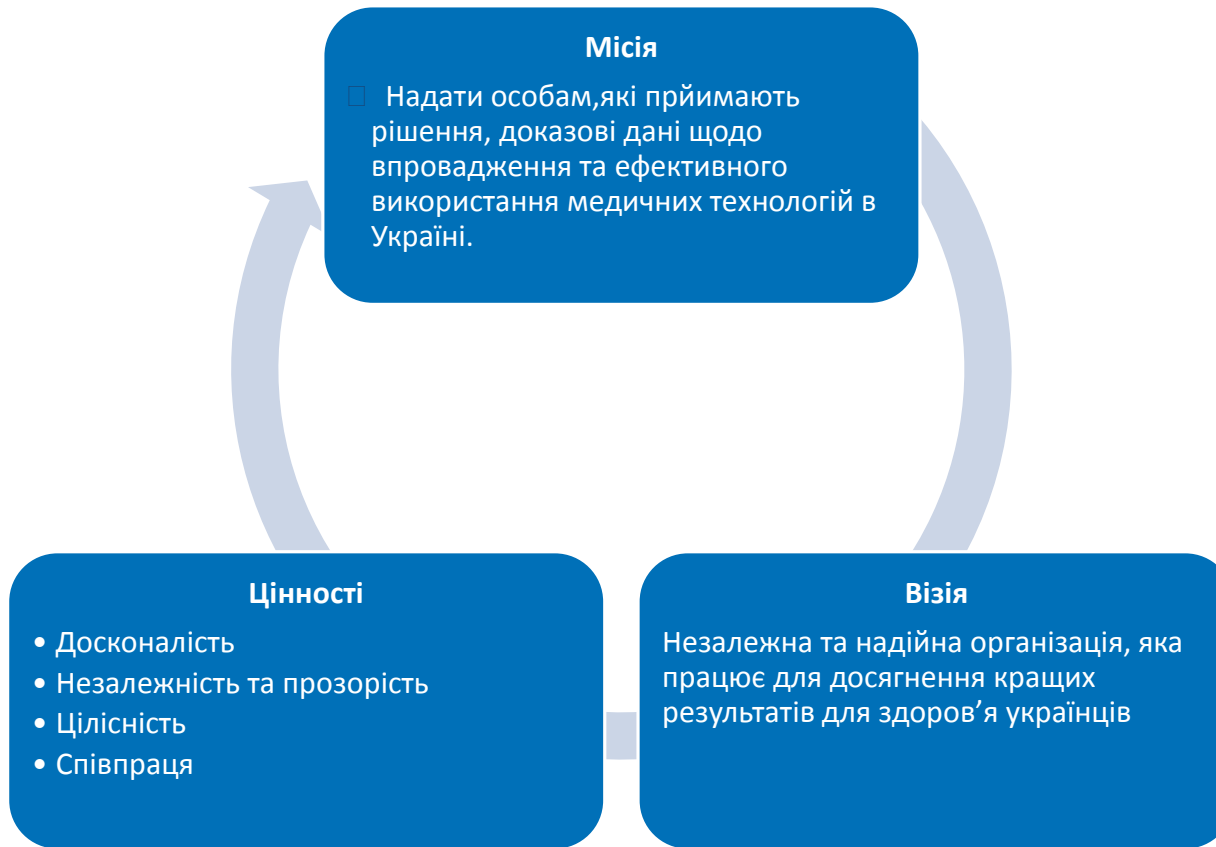 Місія
Надати особам,які прйимають
рішення, доказові дані щодо
впровадження та ефективного
використання медичних технологій в
Україні.
Цінності
• Досконалість
• Незалежність та прозорість
• Цілісність
• Співпраця
Візія
Незалежна та надійна організація, яка
працює для досягнення кращих
результатів для здоров’я українців